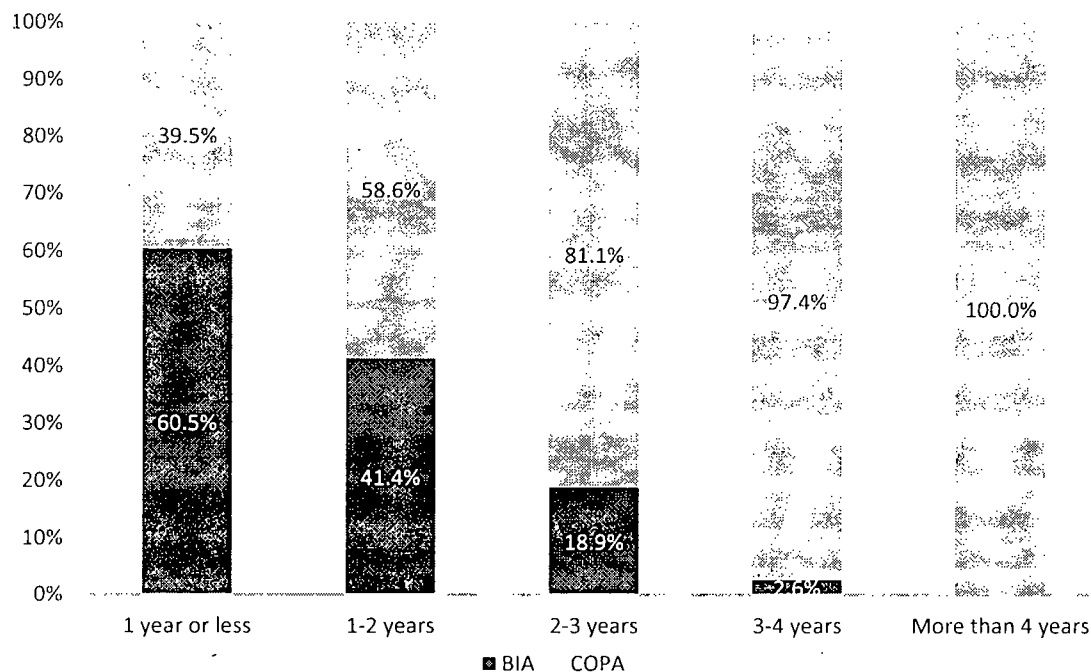 100%
90%
80%
70%
60%
50%
40%
30%
20%
10%
0%
39.5%
60.5%
58.6%
41.4%
81.1%
18.9%
97.4%
2.6%
100.0%
1 year or less
1-2 years
2-3 years
3-4 years
More than 4 years
BIA
COPA